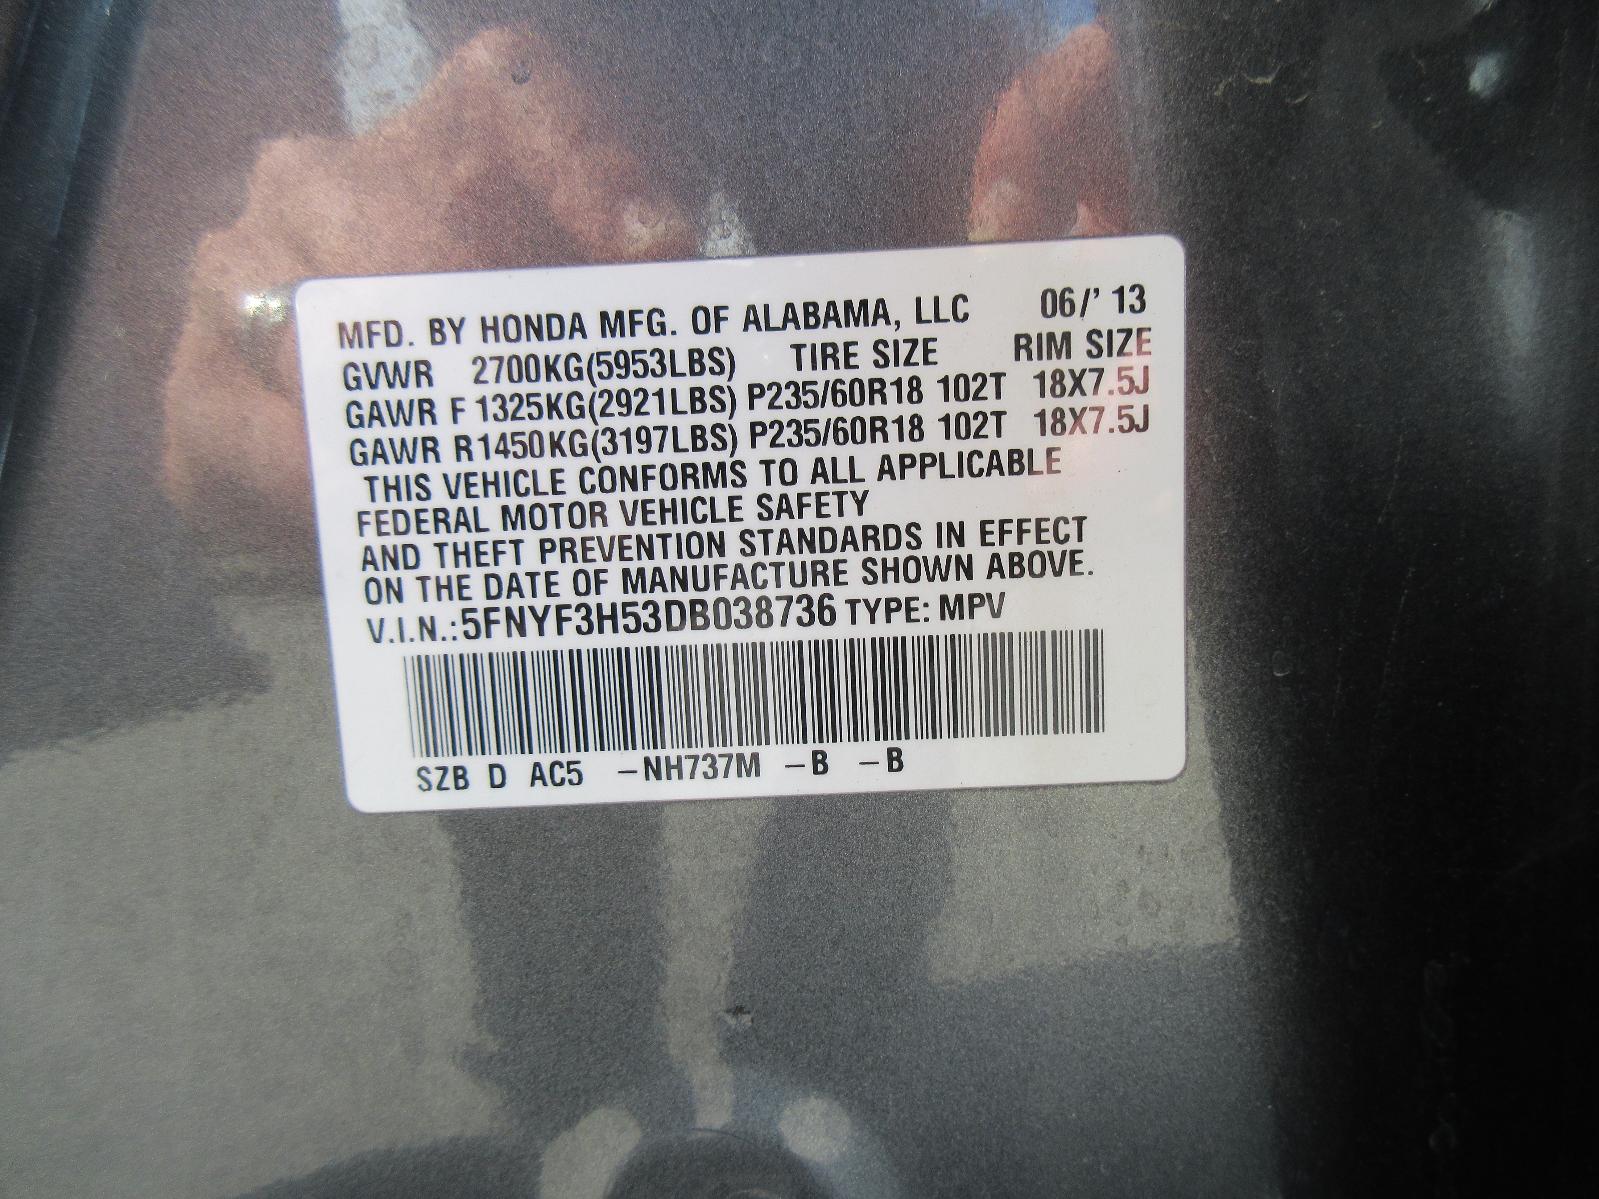 MFD. BY HONDA MFG. OF ALABAMA, LLC 06/' 13
GVWR 2700KG(5953LBS) TIRE SIZE RIM SIZE
GAWR F 1325KG(2921LBS) P235/60R18 102T 18X7.5J
GAWR R1450KG(3197LBS) P235/60R18 102T 18X7.5J
THIS VEHICLE CONFORMS TO ALL APPLICABLE
FEDERAL MOTOR VEHICLE SAFETY
AND THEFT PREVENTION STANDARDS IN EFFECT
ON THE DATE OF MANUFACTURE SHOWN ABOVE.
V.I.N.:5FNYF3H53DB038736 TYPE: MPV
SZB D AC5 -NH737M -B -B